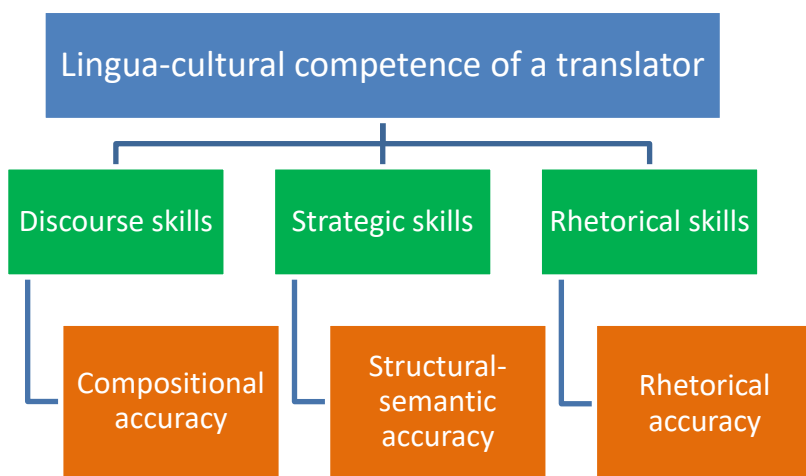 Lingua-cultural competence of a translator
Discourse skills
Strategic skills
Rhetorical skills
Compositional
accuracy
Structural-
semantic
accuracy
Rhetorical
accuracy